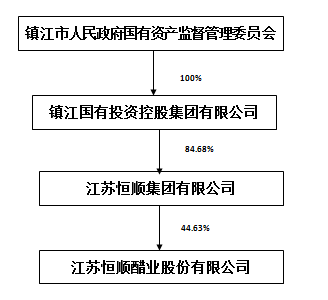 镇江市人民政府国有资产监督管理委员会
100%
镇江国有投资控股集团有限公司
84.68%
江苏恒顺集团有限公司
44.63%
江苏恒顺醋业股份有限公司